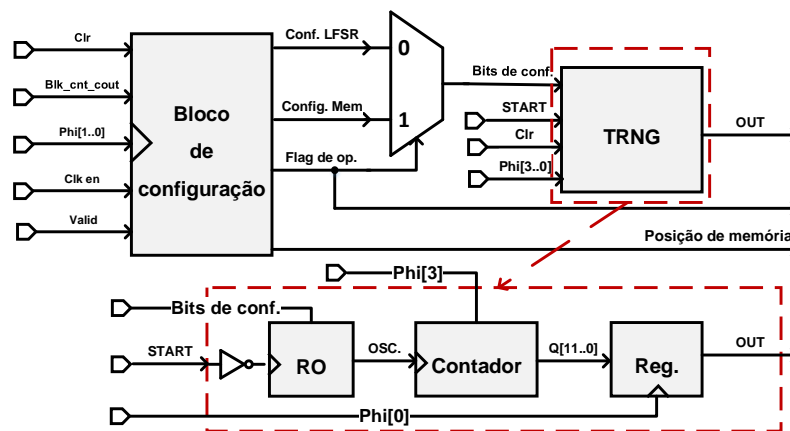 Clr
Blk_cnt_cout
Phi[1..0]
Clk en
Valid
Bloco
de
configuração
Conf. LFSR
Config. Mem
Flag de op.
0
1
Bits de conf.
START
Clr
Phi[3..0]
TRNG
OUT
Posição de memória
Phi[3]
Bits de conf.
START
RO
OSC.
Contador
Q[11..0]
Reg.
OUT
Phi[0]